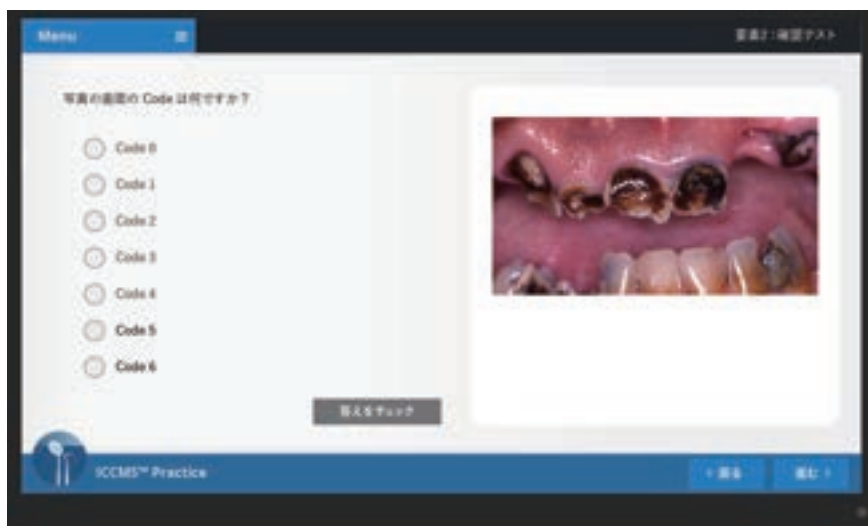 Menu
要素2：確認テスト
写真の歯面の Code は何ですか？
Code 0
Code 1
Code 2
Code 3
Code 4
Code 5
Code 6
答えをチェック
ICCMS™ Practice
戻る
進む